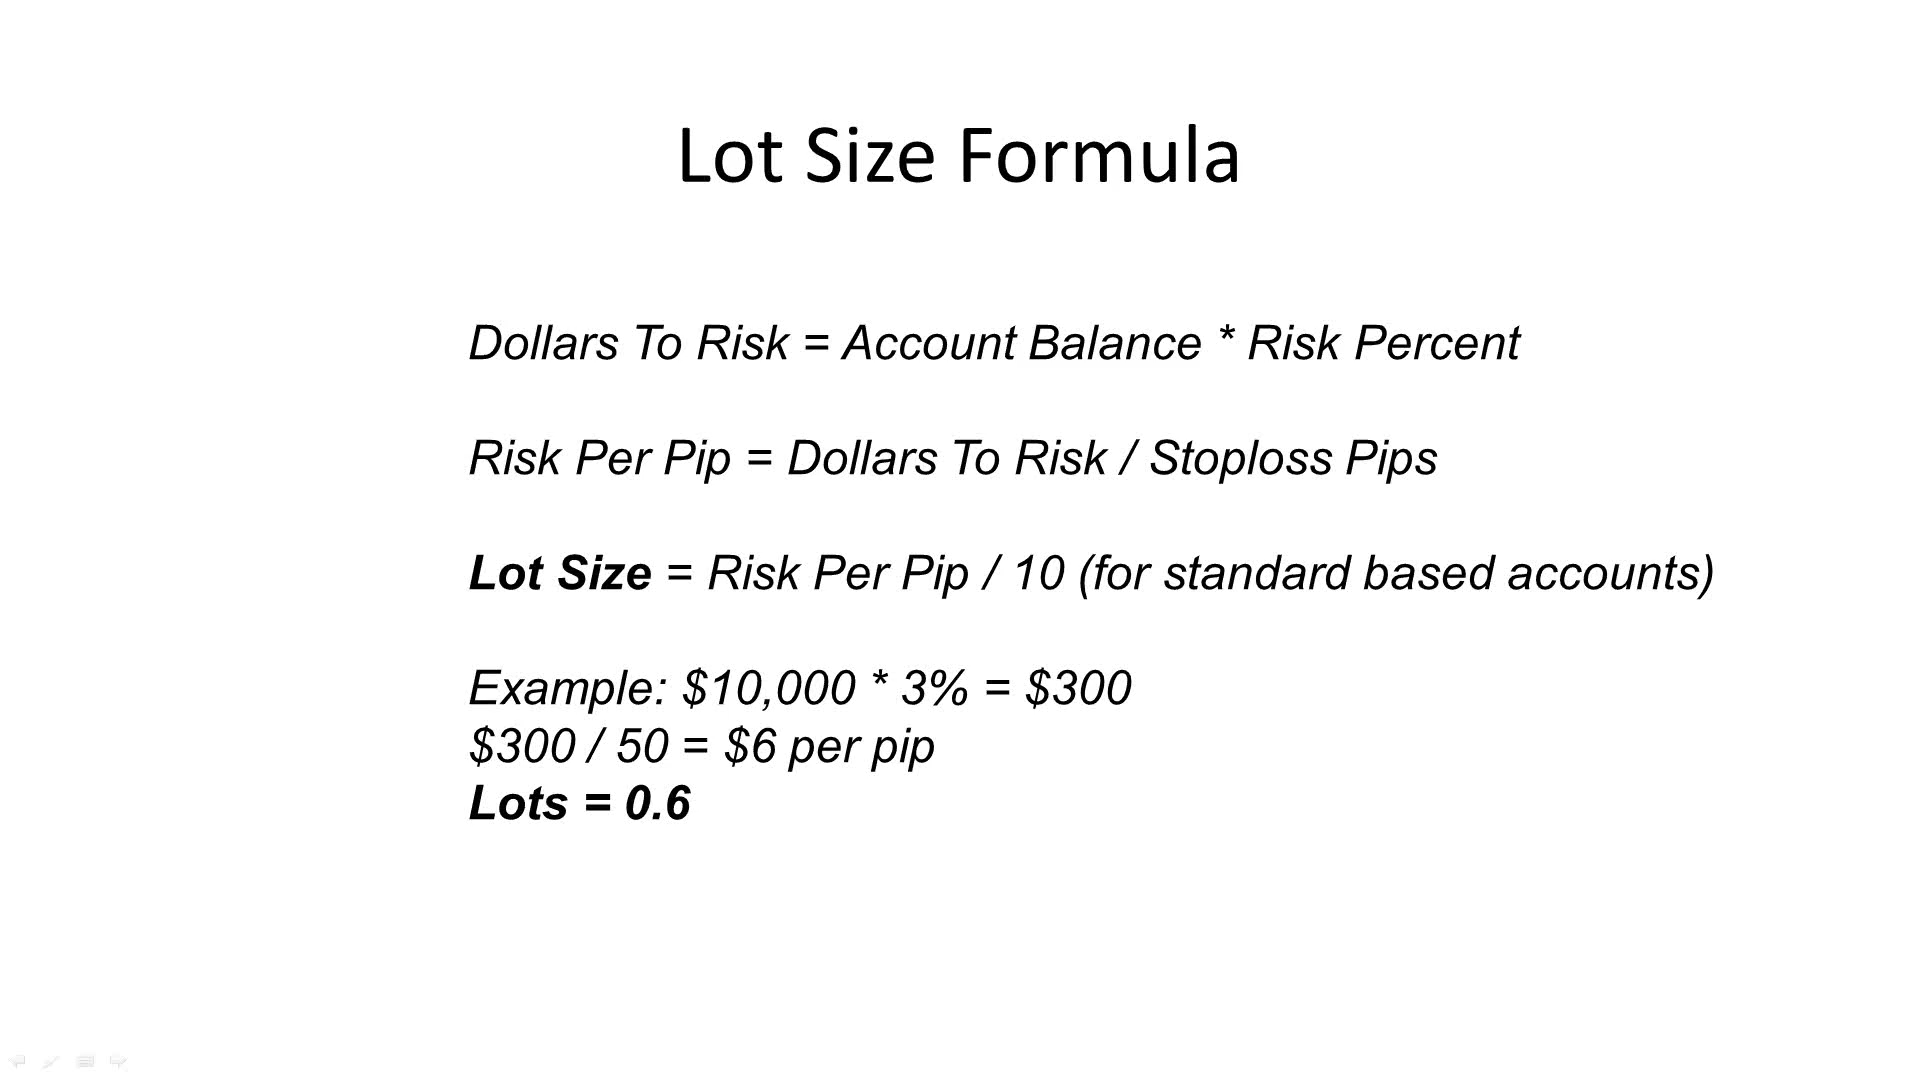 Lot Size Formula
Dollars To Risk = Account Balance * Risk Percent
Risk Per Pip = Dollars To Risk / Stoploss Pips
Lot Size = Risk Per Pip / 10 (for standard based accounts)
Example: $10,000 * 3% = $300
$300 / 50 = $6 per pip
Lots = 0.6